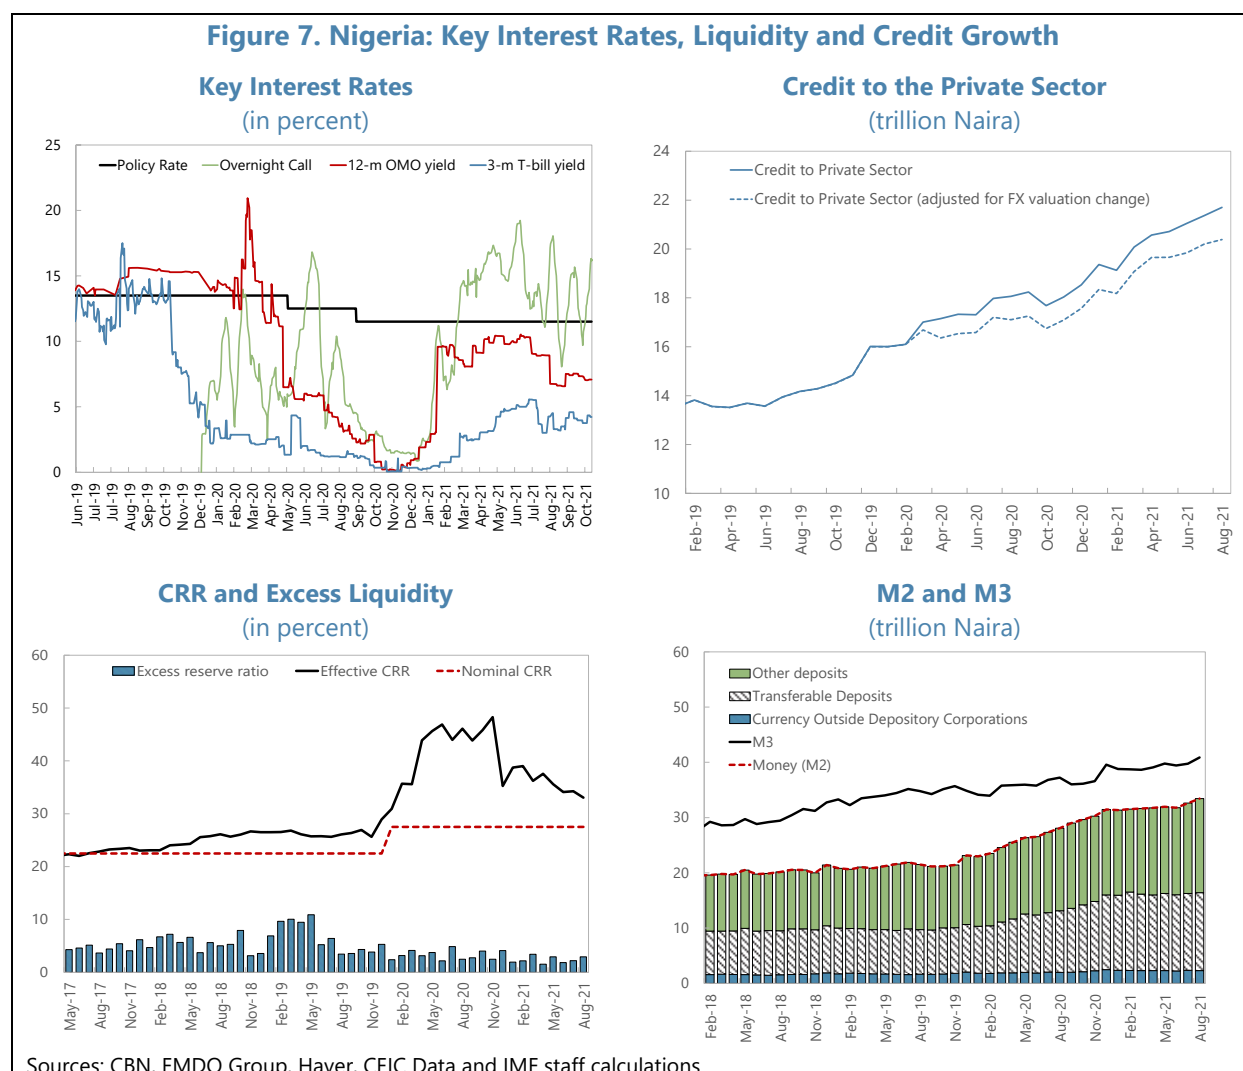 Figure 7. Nigeria: Key Interest Rates, Liquidity and Credit Growth
Key Interest Rates
(in percent)
25
20
15
10
5
0
Policy Rate
Overnight Call
12-m OMO yield
3-m T-bill yield
Jun-19
Jul-19
Jul-19
Aug-19
Sep-19
Oct-19
Nov-19
Dec-19
Jan-20
Feb-20
Mar-20
Apr-20
May-20
Jun-20
Jul-20
Aug-20
Sep-20
Oct-20
Nov-20
Dec-20
Jan-21
Feb-21
Mar-21
Apr-21
May-21
Jun-21
Jul-21
Aug-21
Sep-21
Oct-21
Credit to the Private Sector
(trillion Naira)
24
22
20
18
16
14
12
10
Credit to Private Sector
Credit to Private Sector (adjusted for FX valuation change)
Feb-19
Apr-19
Jun-19
Aug-19
Oct-19
Dec-19
Feb-20
Apr-20
Jun-20
Aug-20
Oct-20
Dec-20
Feb-21
Apr-21
Jun-21
Aug-21
CRR and Excess Liquidity
(in percent)
60
50
40
30
20
10
0
Excess reserve ratio
Effective CRR
Nominal CRR
May-17
Aug-17
Nov-17
Feb-18
May-18
Aug-18
Nov-18
Feb-19
May-19
Aug-19
Nov-19
Feb-20
May-20
Aug-20
Nov-20
Feb-21
May-21
Aug-21
M2 and M3
(trillion Naira)
60
50
40
30
20
10
0
Other deposits
Transferable Deposits
Currency Outside Depository Corporations
M3
Money (M2)
Feb-18
May-18
Aug-18
Nov-18
Feb-19
May-19
Aug-19
Nov-19
Feb-20
May-20
Aug-20
Nov-20
Feb-21
May-21
Aug-21
Sources: CBN, FMDQ Group, Haver, CEIC Data and IMF staff calculations